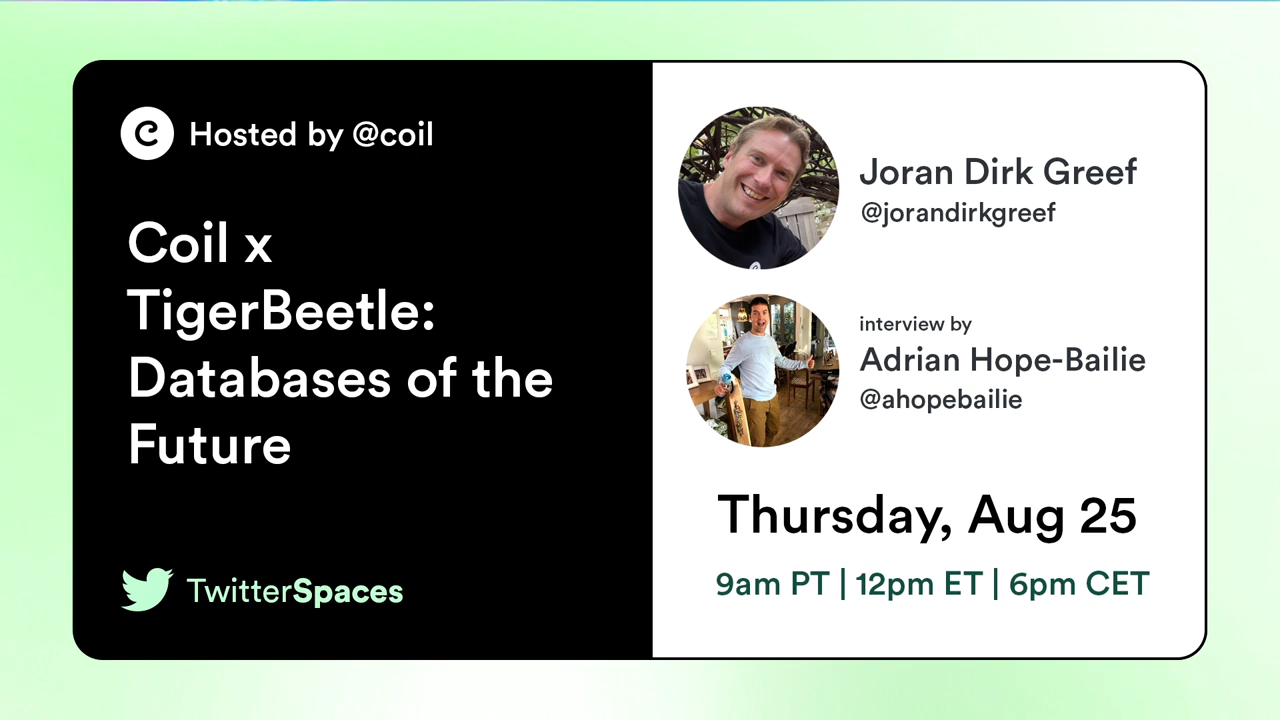 Hosted by @coil
Coil x
TigerBeetle:
Databases of the
Future
TwitterSpaces
Joran Dirk Greef
@jorandirkgreef
interview by
Adrian Hope-Bailie
@ahopebailie
Thursday, Aug 25
9am PT | 12pm ET | 6pm CET